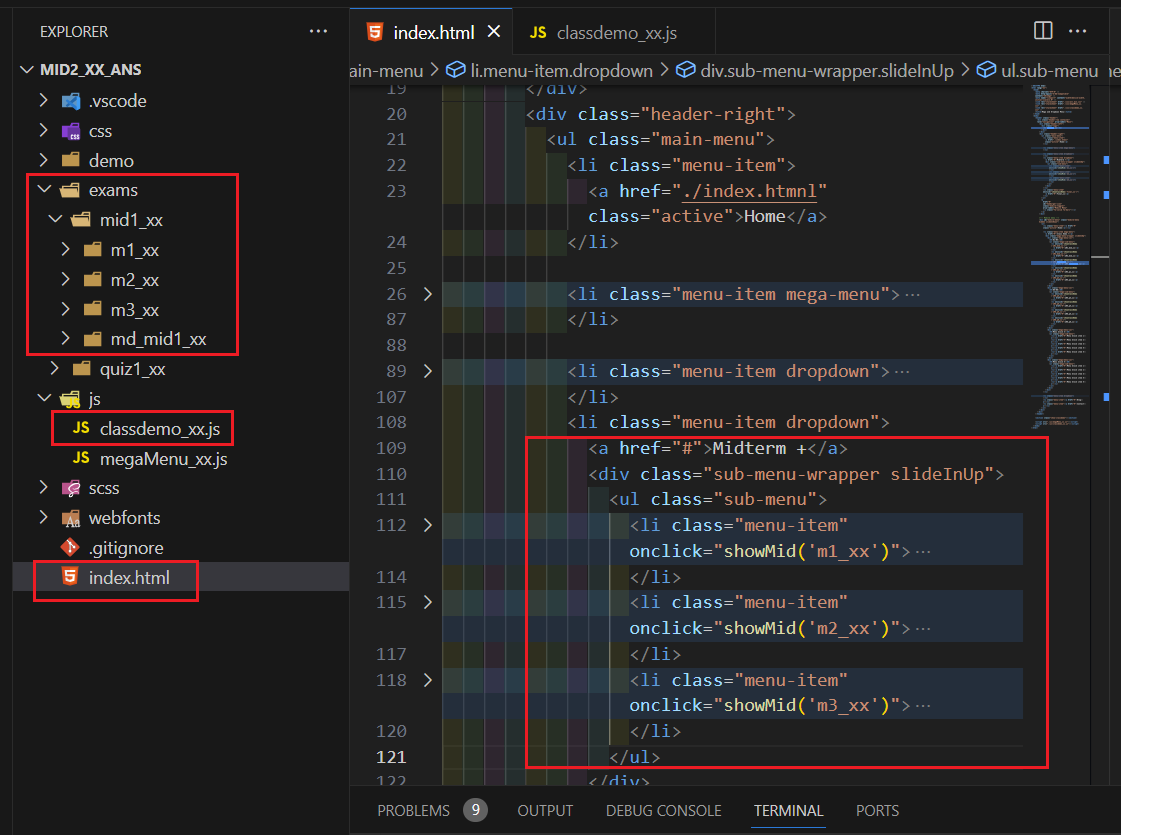 EXPLORER
MID2_XX_ANS
.vscode
css
demo
exams
mid1_xx
m1_xx
m2_xx
m3_xx
md_mid1_xx
quiz1_xx
js
JS classdemo_xx.js
JS megaMenu_xx.js
scss
webfonts
.gitignore
index.html
index.html
JS classdemo_xx.js
ain-menu > li.menu-item.dropdown > div.sub-menu-wrapper.slideInUp > ul.sub-menu
19 </div>
20 <div class="header-right">
21 <ul class="main-menu">
22 <li class="menu-item">
23 <a href="./index.htmnl"
class="active">Home</a>
24 </li>
25
26 > <li class="menu-item mega-menu">···
87 </li>
88
89 > <li class="menu-item dropdown">···
107 </li>
108 <li class="menu-item dropdown">
109 <a href="#">Midterm +</a>
110 <div class="sub-menu-wrapper slideInUp">
111 <ul class="sub-menu">
112 > <li class="menu-item"
onclick="showMid('m1_xx')">···
114 </li>
115 > <li class="menu-item"
onclick="showMid('m2_xx')">···
117 </li>
118 > <li class="menu-item"
onclick="showMid('m3_xx')">···
120 </li>
121 </ul>
122 </div>
PROBLEMS 9 OUTPUT DEBUG CONSOLE TERMINAL PORTS